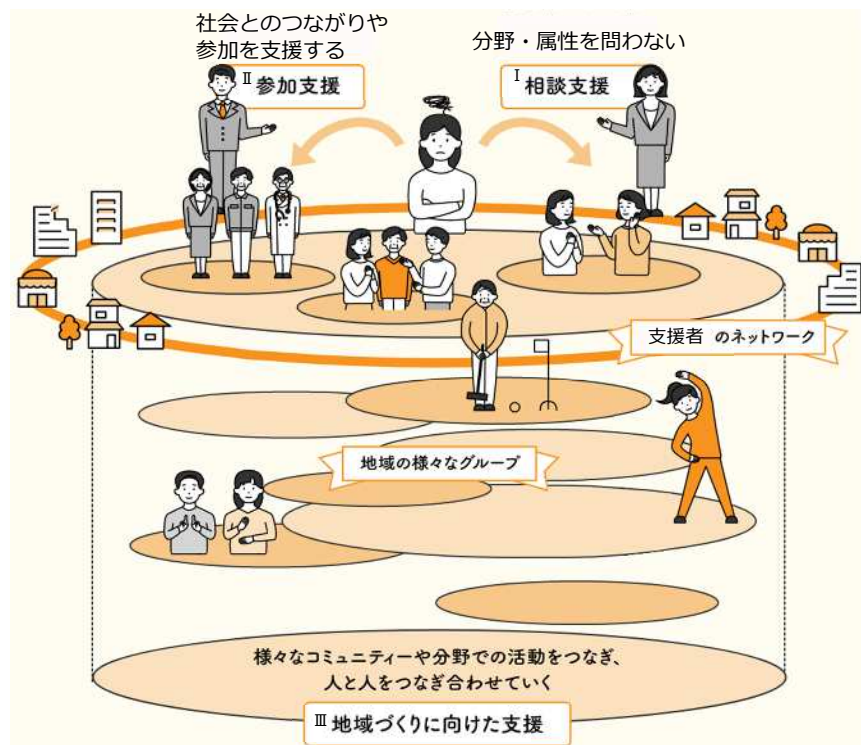 社会とのつながりや
参加を支援する
分野・属性を問わない
Ⅱ参加支援
Ⅰ相談支援
支援者 のネットワーク
地域の様々なグループ
様々なコミュニティーや分野での活動をつなぎ、
人と人をつなぎ合わせていく
Ⅲ地域づくりに向けた支援